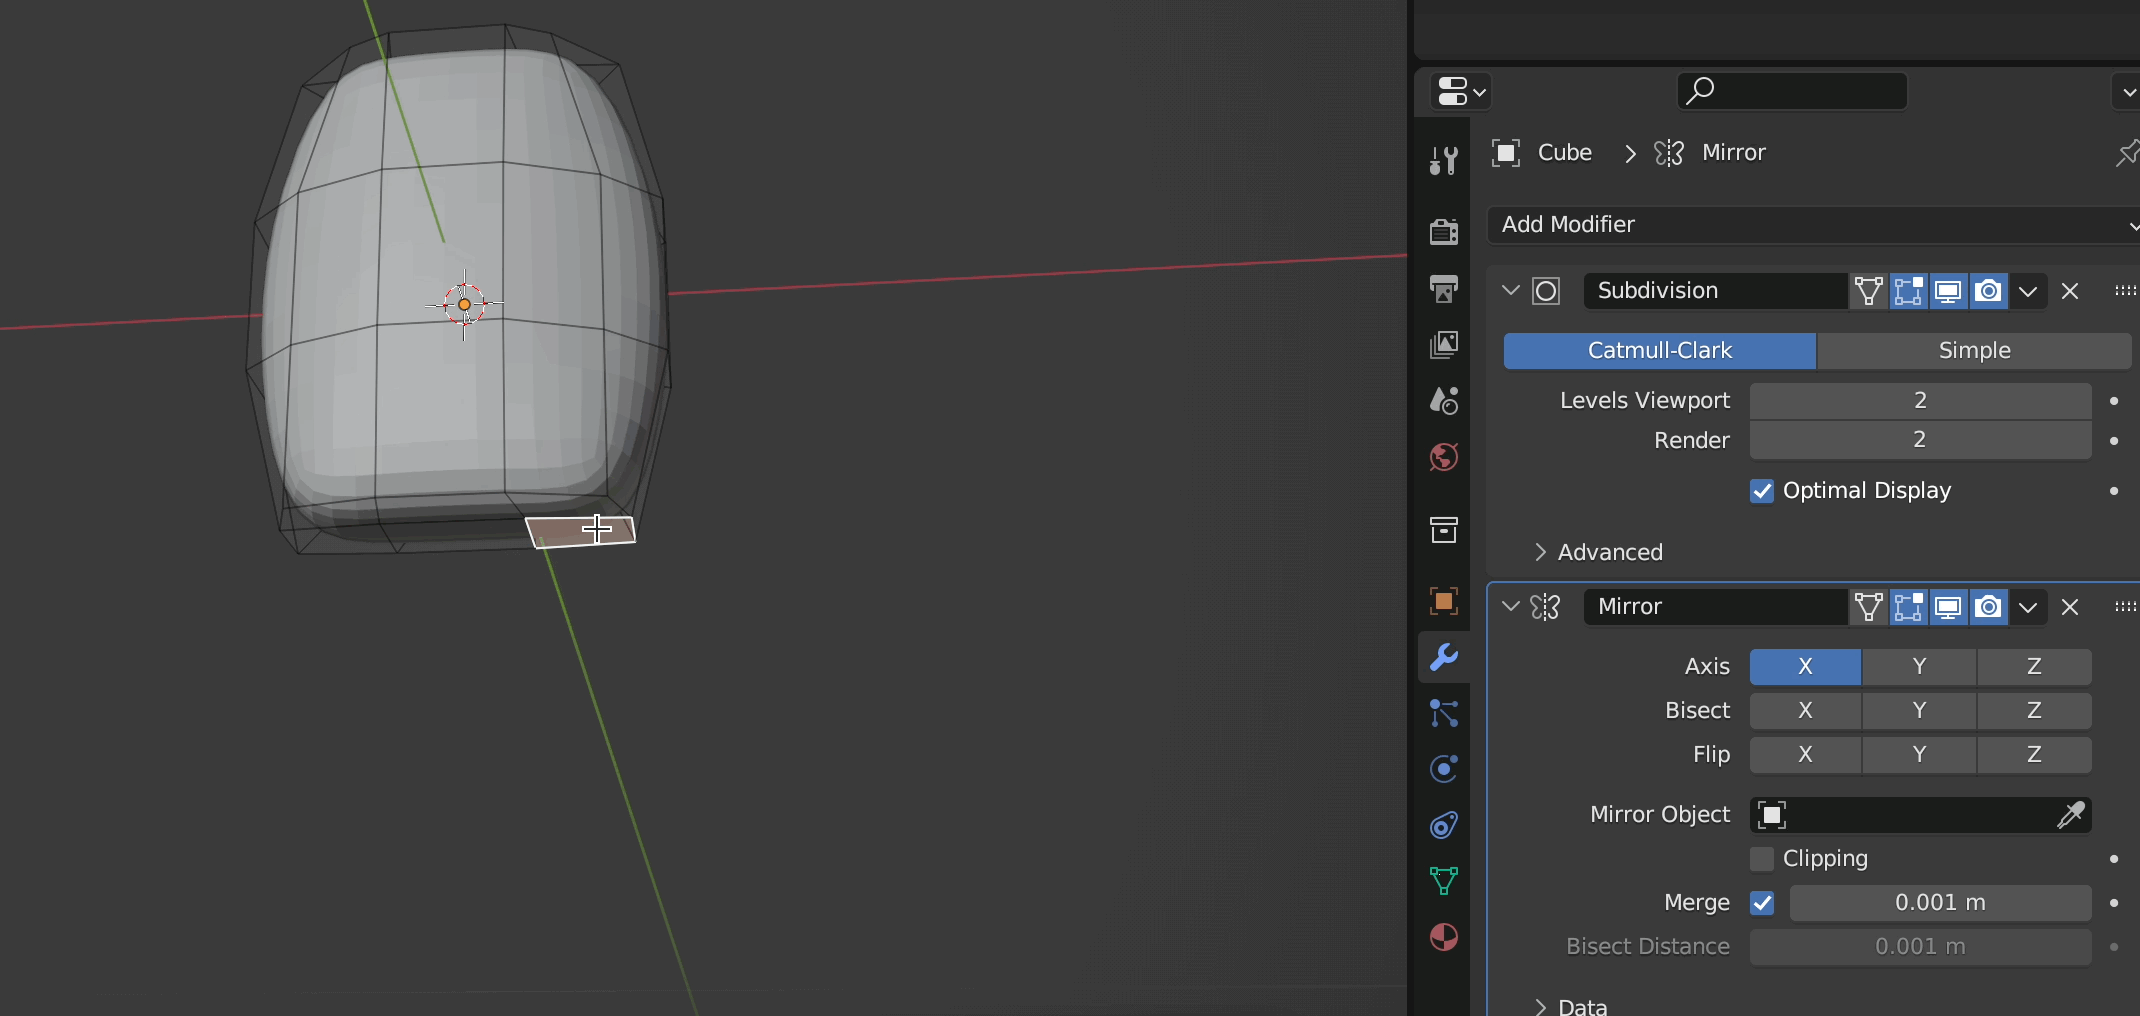 Cube > Mirror
Add Modifier
Subdivision
Catmull-Clark Simple
Levels Viewport 2
Render 2
Optimal Display
Advanced
Mirror
Axis X Y Z
Bisect X Y Z
Flip X Y Z
Mirror Object
Clipping
Merge 0.001 m
Bisect Distance 0.001 m
Data